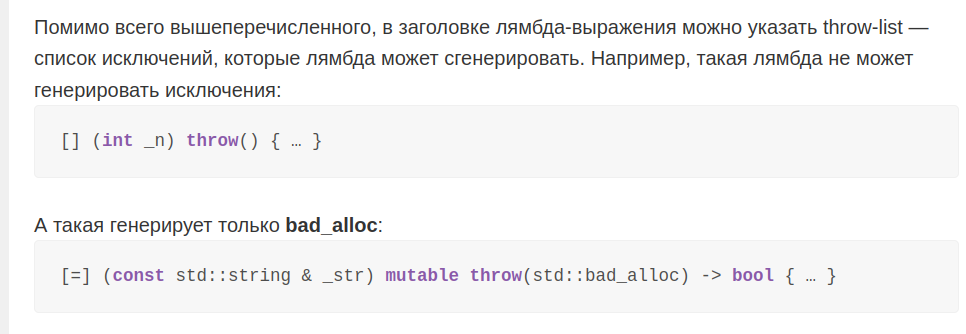 Помимо всего вышеперечисленного, в заголовке лямбда-выражения можно указать throw-list —
список исключений, которые лямбда может сгенерировать. Например, такая лямбда не может
генерировать исключения:
[] (int _n) throw() { … }
А такая генерирует только bad_alloc:
[=] (const std::string & _str) mutable throw(std::bad_alloc) -> bool { … }